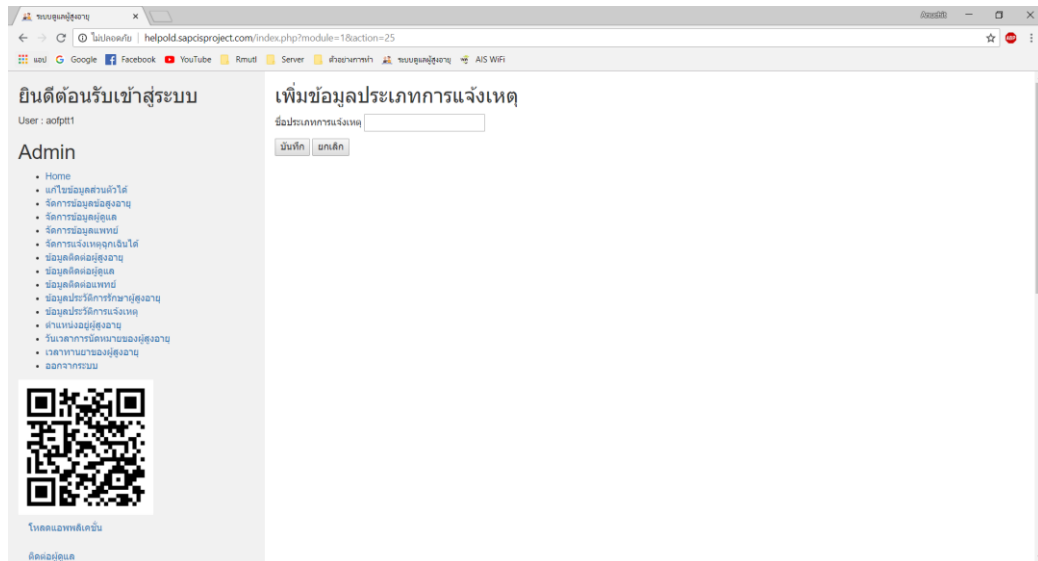 ระบบดูแลผู้สูงอายุ
ไม่ปลอดภัย | helpold.sapcisproject.com/index.php?module=1&action=25
แอป Google Facebook YouTube Rmutl Server ตัวอย่างการทำ ระบบดูแลผู้สูงอายุ AIS WiFi
ยินดีต้อนรับเข้าสู่ระบบ
User : aofptt1
Admin
Home
แก้ไขข้อมูลส่วนตัวได้
จัดการข้อมูลข้อสูงอายุ
จัดการข้อมูลผู้ดูแล
จัดการข้อมูลแพทย์
จัดการแจ้งเหตุฉุกเฉินได้
ข้อมูลติดต่อผู้สูงอายุ
ข้อมูลติดต่อผู้ดูแล
ข้อมูลติดต่อแพทย์
ข้อมูลประวัติการรักษาผู้สูงอายุ
ข้อมูลประวัติการแจ้งเหตุ
ตำแหน่งอยู่ผู้สูงอายุ
วันเวลาการนัดหมายของผู้สูงอายุ
เวลาทานยาของผู้สูงอายุ
ออกจากระบบ
โหลดแอพพลิเคชั่น
ติดต่อผู้ดูแล
เพิ่มข้อมูลประเภทการแจ้งเหตุ
ชื่อประเภทการแจ้งเหตุ
บันทึก ยกเลิก